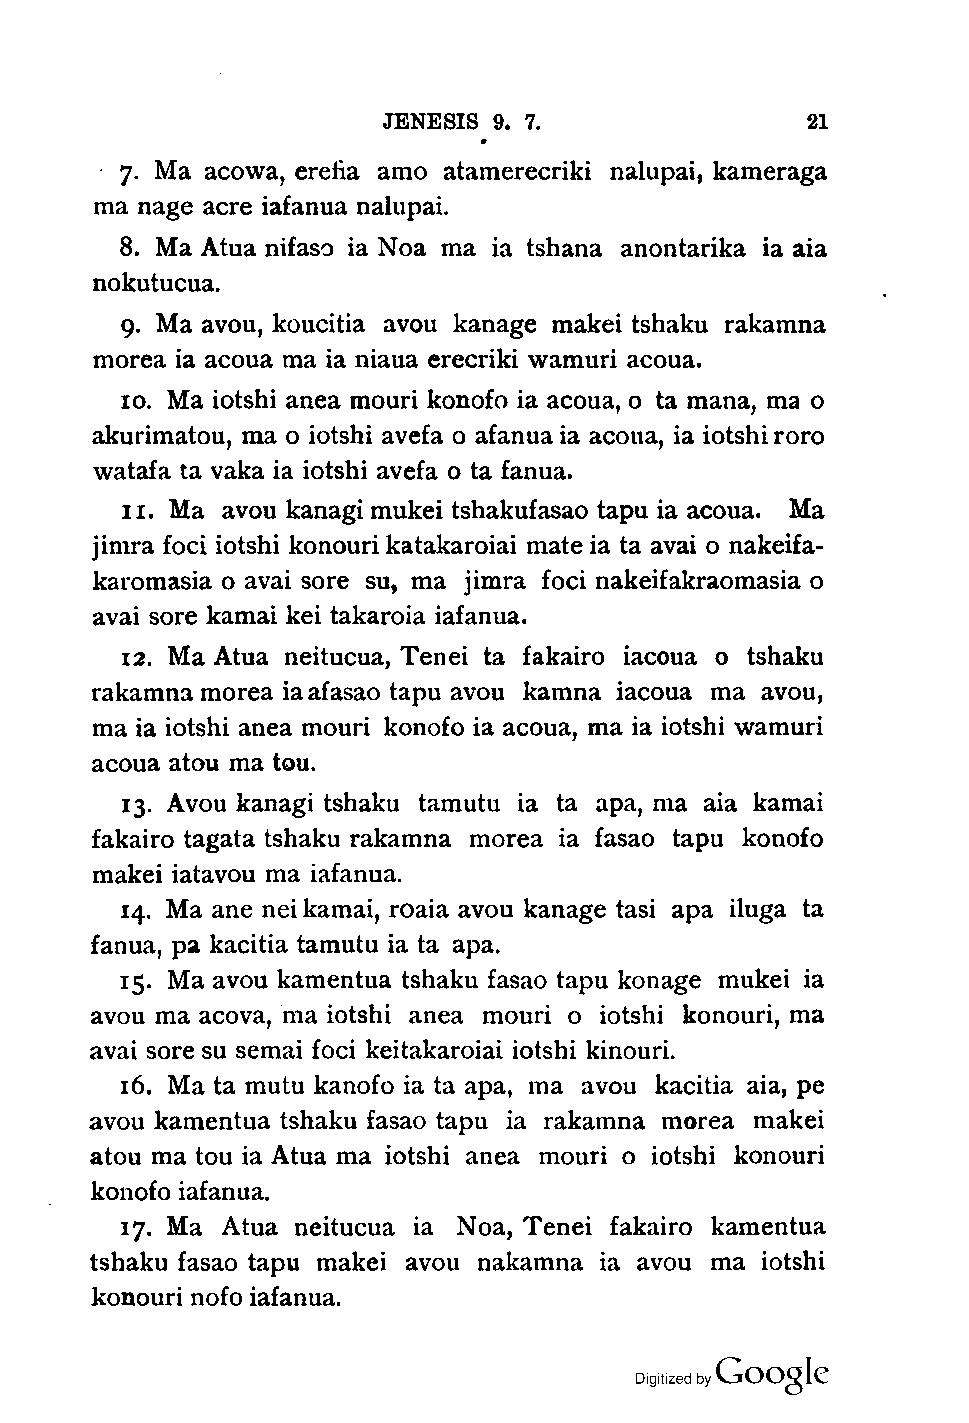 JENESIS 9. 7. 21
7. Ma acowa, erefia amo atamerecriki nalupai, kameraga
ma nage acre iafanua nalupai.
8. Ma Atua nifaso ia Noa ma ia tshana anontarika ia aia
nokutucua.
9. Ma avou, koucitia avou kanage makei tshaku rakamna
morea ia acoua ma ia niaua erecriki wamuri acoua.
10. Ma iotshi anea mouri konofo ia acoua, o ta mana, ma o
akurimatou, ma o iotshi avefa o afanua ia acoua, ia iotshi roro
watafa ta vaka ia iotshi avefa o ta fanua.
11. Ma avou kanagi mukei tshakufasao tapu ia acoua. Ma
jimra foci iotshi konouri katakaroiai mate ia ta avai o nakeifa-
karomasia o avai sore su, ma jimra foci nakeifakraomasia o
avai sore kamai kei takaroia iafanua.
12. Ma Atua neitucua, Tenei ta fakairo iacoua o tshaku
rakamna morea ia afasao tapu avou kamna iacoua ma avou,
ma ia iotshi anea mouri konofo ia acoua, ma ia iotshi wamuri
acoua atou ma tou.
13. Avou kanagi tshaku tamutu ia ta apa, ma aia kamai
fakairo tagata tshaku rakamna morea ia fasao tapu konofo
makei iatavou ma iafanua.
14. Ma ane nei kamai, roaia avou kanage tasi apa iluga ta
fanua, pa kacitia tamutu ia ta apa.
15. Ma avou kamentua tshaku fasao tapu konage mukei ia
avou ma acova, ma iotshi anea mouri o iotshi konouri, ma
avai sore su semai foci keitakaroiai iotshi kinouri.
16. Ma ta mutu kanofo ia ta apa, ma avou kacitia aia, pe
avou kamentua tshaku fasao tapu ia rakamna morea makei
atou ma tou ia Atua ma iotshi anea mouri o iotshi konouri
konofo iafanua.
17. Ma Atua neitucua ia Noa, Tenei fakairo kamentua
tshaku fasao tapu makei avou nakamna ia avou ma iotshi
konouri nofo iafanua.
Digitized by Google